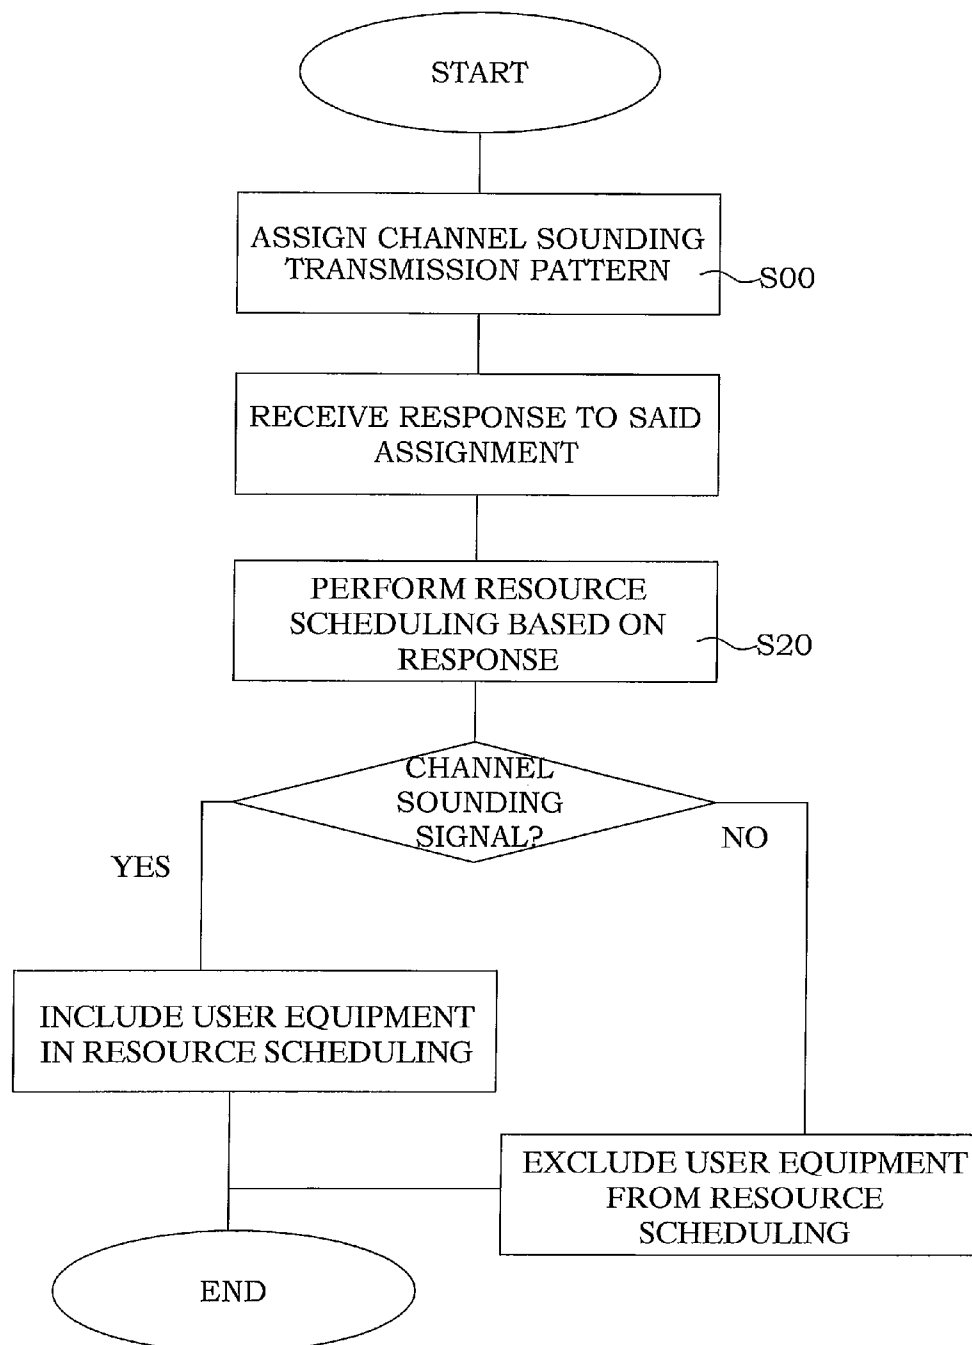 START
ASSIGN CHANNEL SOUNDING
TRANSMISSION PATTERN
S00
RECEIVE RESPONSE TO SAID
ASSIGNMENT
PERFORM RESOURCE
SCHEDULING BASED ON
RESPONSE
S20
CHANNEL
SOUNDING
SIGNAL?
YES
NO
INCLUDE USER EQUIPMENT
IN RESOURCE SCHEDULING
EXCLUDE USER EQUIPMENT
FROM RESOURCE
SCHEDULING
END